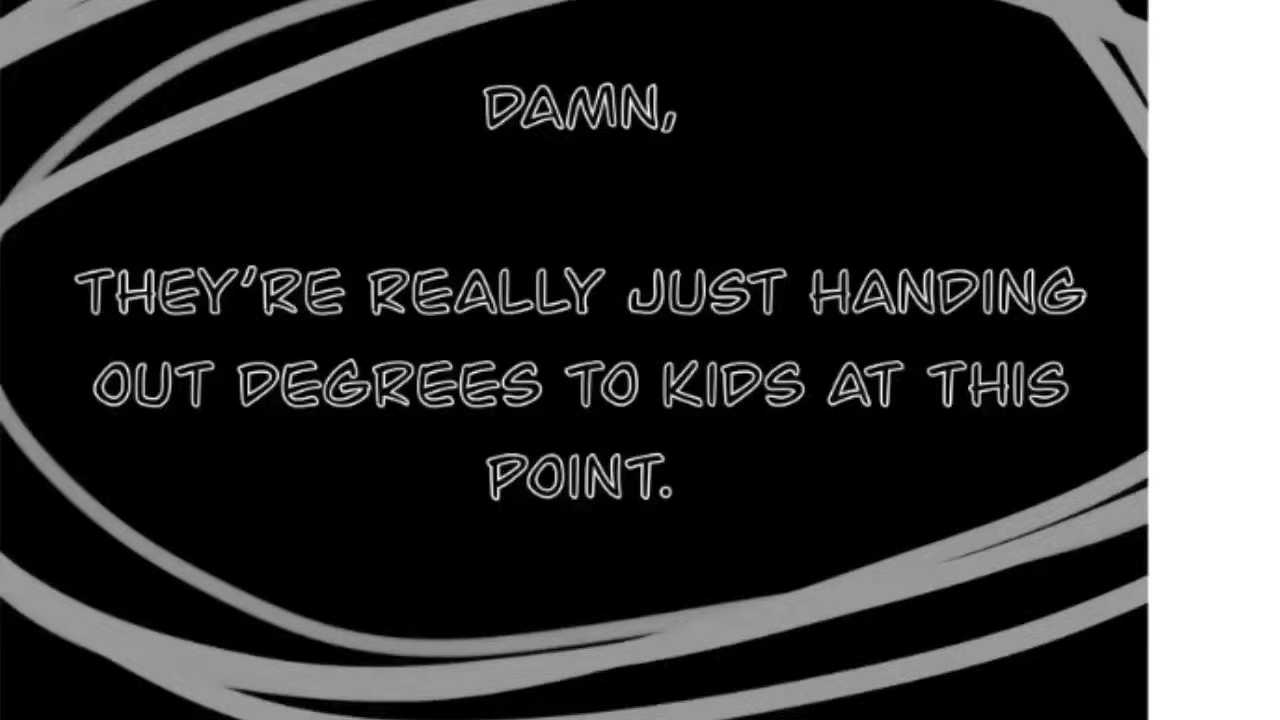 DAMN,
THEY'RE REALLY JUST HANDING
OUT DEGREES TO KIDS AT THIS
POINT.